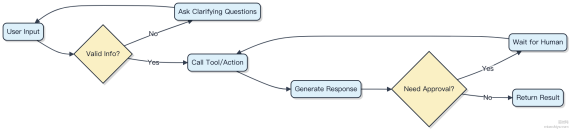 Ask Clarifying Questions
User Input
No
Valid Info?
Yes
Call Tool/Action
Wait for Human
Yes
Generate Response
Need Approval?
No
Return Result